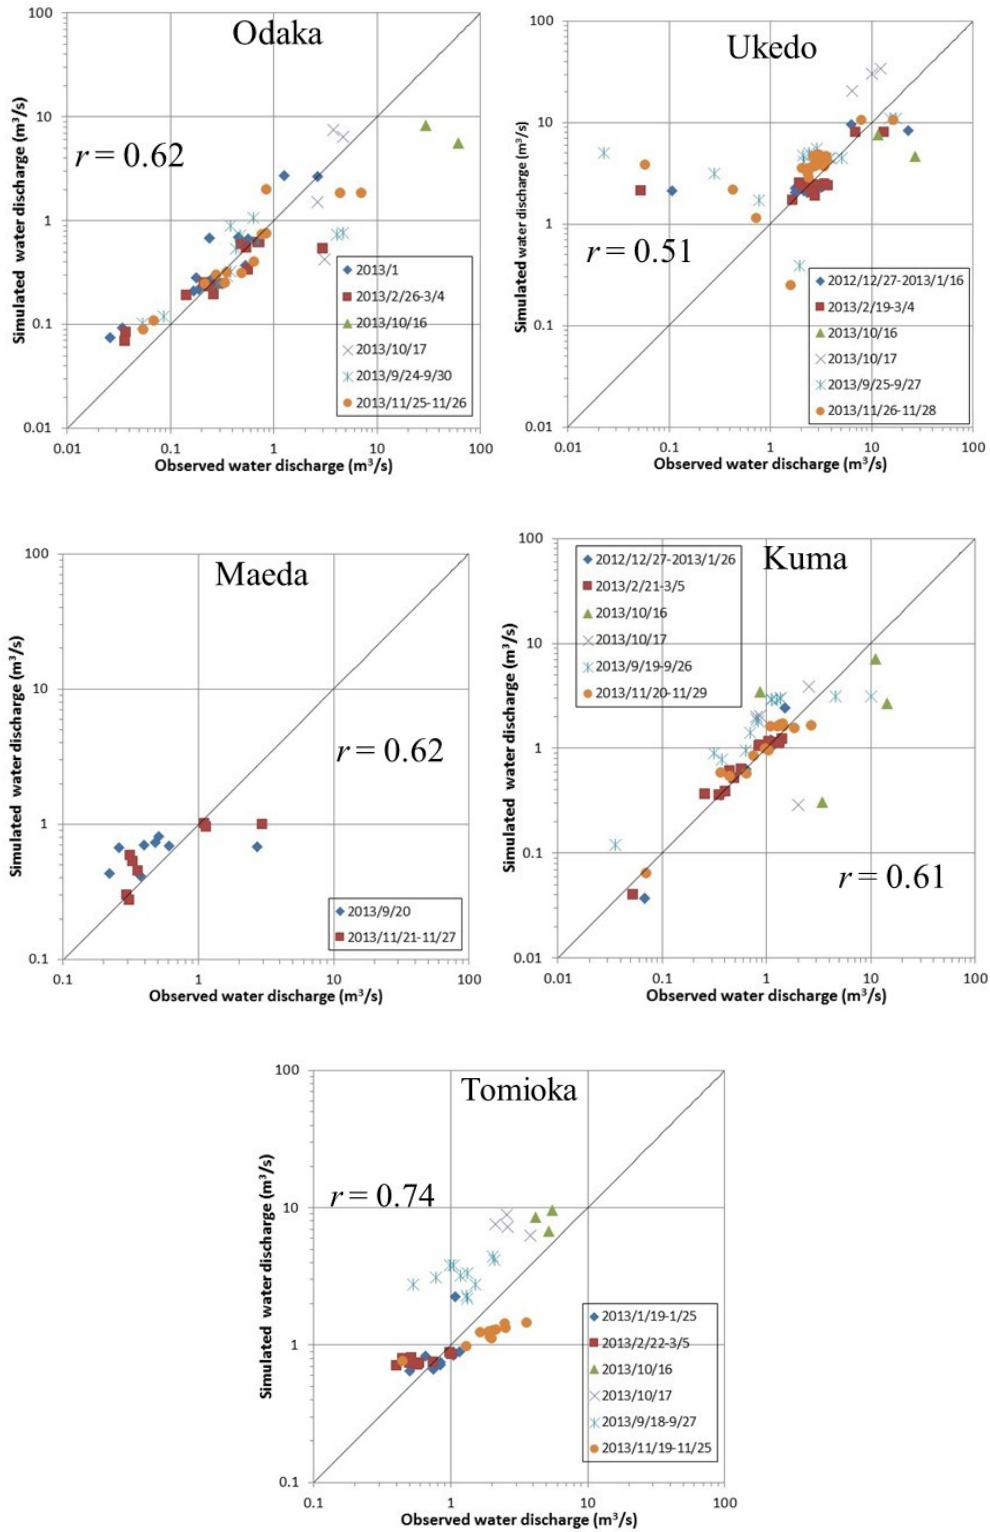 Odaka
r = 0.62
Simulated water discharge (m³/s)
100
10
1
0.1
0.01
2013/1
2013/2/26-3/4
2013/10/16
2013/10/17
2013/9/24-9/30
2013/11/25-11/26
0.01 0.1 1 10 100
Observed water discharge (m³/s)
Ukedo
r = 0.51
Simulated water discharge (m³/s)
100
10
1
0.1
0.01
2012/12/27-2013/1/16
2013/2/19-3/4
2013/10/16
2013/10/17
2013/9/25-9/27
2013/11/26-11/28
0.01 0.1 1 10 100
Observed water discharge (m³/s)
Maeda
r = 0.62
Simulated water discharge (m³/s)
100
10
1
0.1
2013/9/20
2013/11/21-11/27
0.1 1 10 100
Observed water discharge (m³/s)
Kuma
2012/12/27-2013/1/26
2013/2/21-3/5
2013/10/16
2013/10/17
2013/9/19-9/26
2013/11/20-11/29
Simulated water discharge (m³/s)
100
10
1
0.1
0.01
r = 0.61
0.01 0.1 1 10 100
Observed water discharge (m³/s)
Tomioka
r = 0.74
Simulated water discharge (m³/s)
100
10
1
0.1
2013/1/19-1/25
2013/2/22-3/5
2013/10/16
2013/10/17
2013/9/18-9/27
2013/11/19-11/25
0.1 1 10 100
Observed water discharge (m³/s)